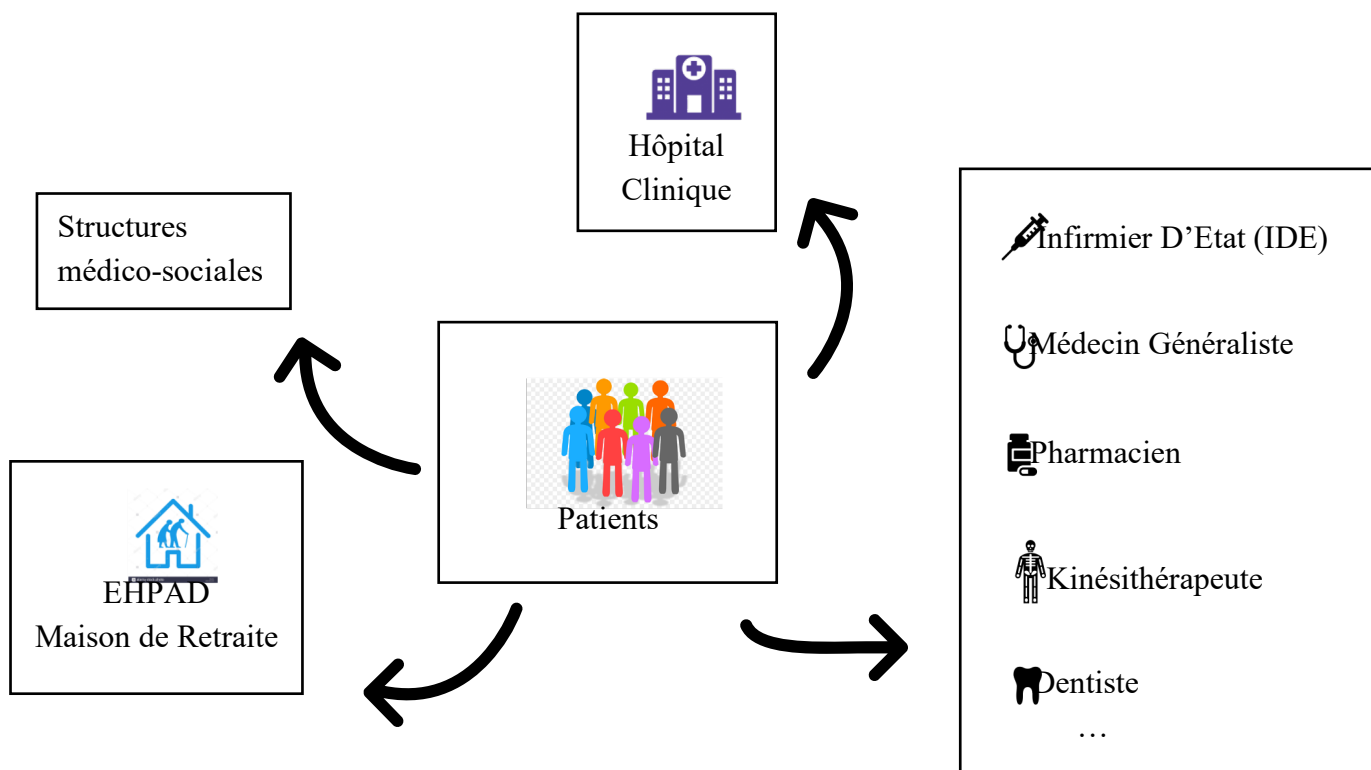 Hôpital
Clinique
Structures
médico-sociales
Infirmier D’Etat (IDE)
Médecin Généraliste
Pharmacien
Patients
Kinésithérapeute
EHPAD
Maison de Retraite
Dentiste
…